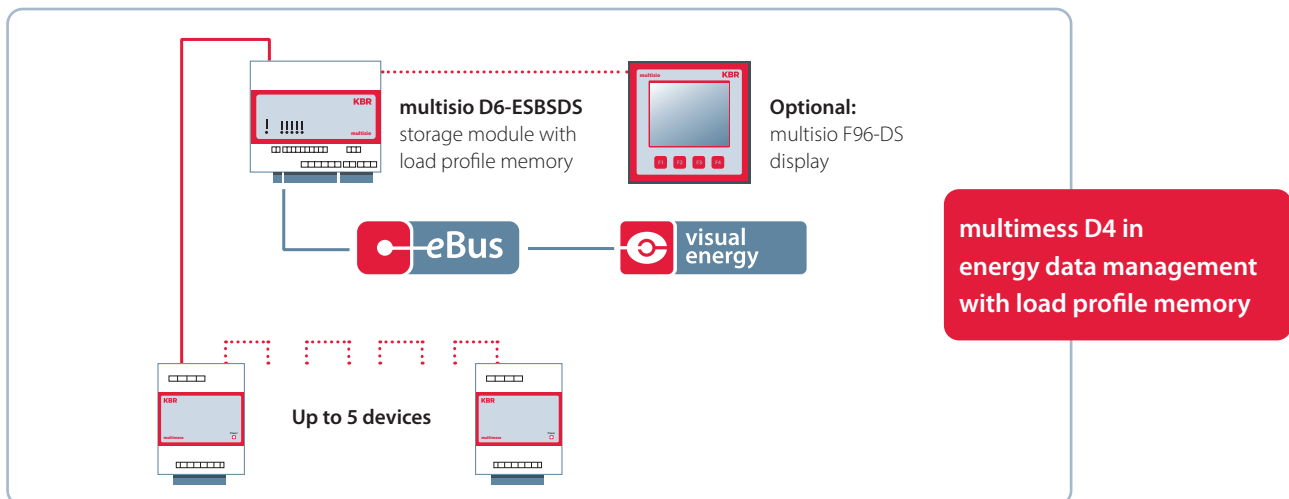 KBR
multisio
multisio D6-ESBSDS
storage module with
load profile memory
multisio
KBR
F1
F2
F3
F4
Optional:
multisio F96-DS
display
eBus
visual
energy
multimess D4 in
energy data management
with load profile memory
KBR
multimess
Power
Up to 5 devices
KBR
multimess
Power